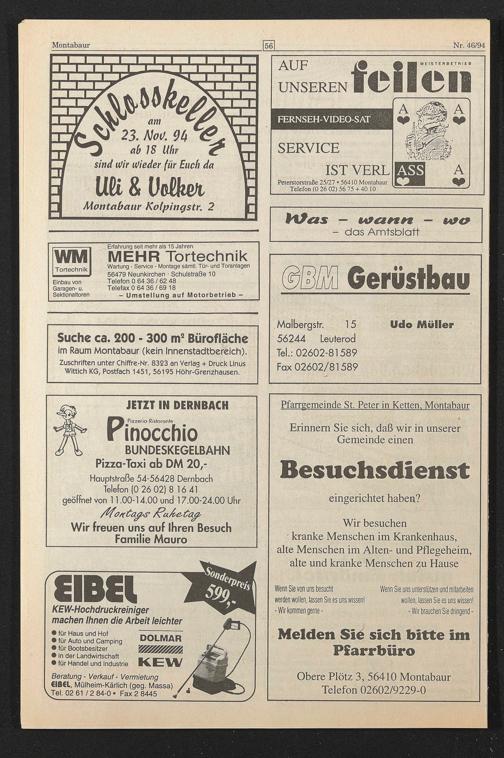 Montabaur
56
Nr. 46/94
Schlosskeller
am
23. Nov. 94
ab 18 Uhr
sind wir wieder für Euch da
Uli & Volker
Montabaur Kolpingstr. 2
WM
Tortechnik
Einbau von
Garagen- u.
Sektionaltoren
Erfahrung seit mehr als 15 Jahren
MEHR Tortechnik
Wartung - Service - Montage sämtl. Tür- und Toranlagen
56479 Neunkirchen · Schulstraße 10
Telefon 0 64 36 / 62 48
Telefax 0 64 36 / 69 18
– Umstellung auf Motorbetrieb –
Suche ca. 200 - 300 m² Bürofläche
im Raum Montabaur (kein Innenstadtbereich).
Zuschriften unter Chiffre-Nr. 8323 an Verlag + Druck Linus
Wittich KG, Postfach 1451, 56195 Höhr-Grenzhausen.
JETZT IN DERNBACH
Pizzeria Ristorante
Pinocchio
BUNDESKEGELBAHN
Pizza-Taxi ab DM 20,-
Hauptstraße 54-56428 Dernbach
Telefon (0 26 02) 8 16 41
geöffnet von 11.00-14.00 und 17.00-24.00 Uhr
Montags Ruhetag
Wir freuen uns auf Ihren Besuch
Familie Mauro
EIBEL
Sonderpreis
599,-
KEW-Hochdruckreiniger
machen Ihnen die Arbeit leichter
● für Haus und Hof
● für Auto und Camping
● für Bootsbesitzer
● in der Landwirtschaft
● für Handel und Industrie
DOLMAR
KEW
Beratung - Verkauf - Vermietung
EIBEL, Mülheim-Kärlich (geg. Massa)
Tel. 02 61 / 2 84-0 • Fax 2 8445
AUF
UNSEREN
MEISTERBETRIEB
feilen
FERNSEH-VIDEO-SAT
SERVICE
IST VERL
ASS
A
A
A
Peterstorstraße 25/27 • 56410 Montabaur
Telefon (0 26 02) 56 75 + 40 10
Was – wann – wo
– das Amtsblatt
GBM Gerüstbau
Malbergstr. 15
Udo Müller
56244 Leuterod
Tel.: 02602-81589
Fax 02602/81589
Pfarrgemeinde St. Peter in Ketten, Montabaur
Erinnern Sie sich, daß wir in unserer
Gemeinde einen
Besuchsdienst
eingerichtet haben?
Wir besuchen
kranke Menschen im Krankenhaus,
alte Menschen im Alten- und Pflegeheim,
alte und kranke Menschen zu Hause
Wenn Sie von uns besucht
werden wollen, lassen Sie es uns wissen!
- Wir kommen gerne -
Wenn Sie uns unterstützen und mitarbeiten
wollen, lassen Sie es uns wissen!
- Wir brauchen Sie dringend -
Melden Sie sich bitte im
Pfarrbüro
Obere Plötz 3, 56410 Montabaur
Telefon 02602/9229-0